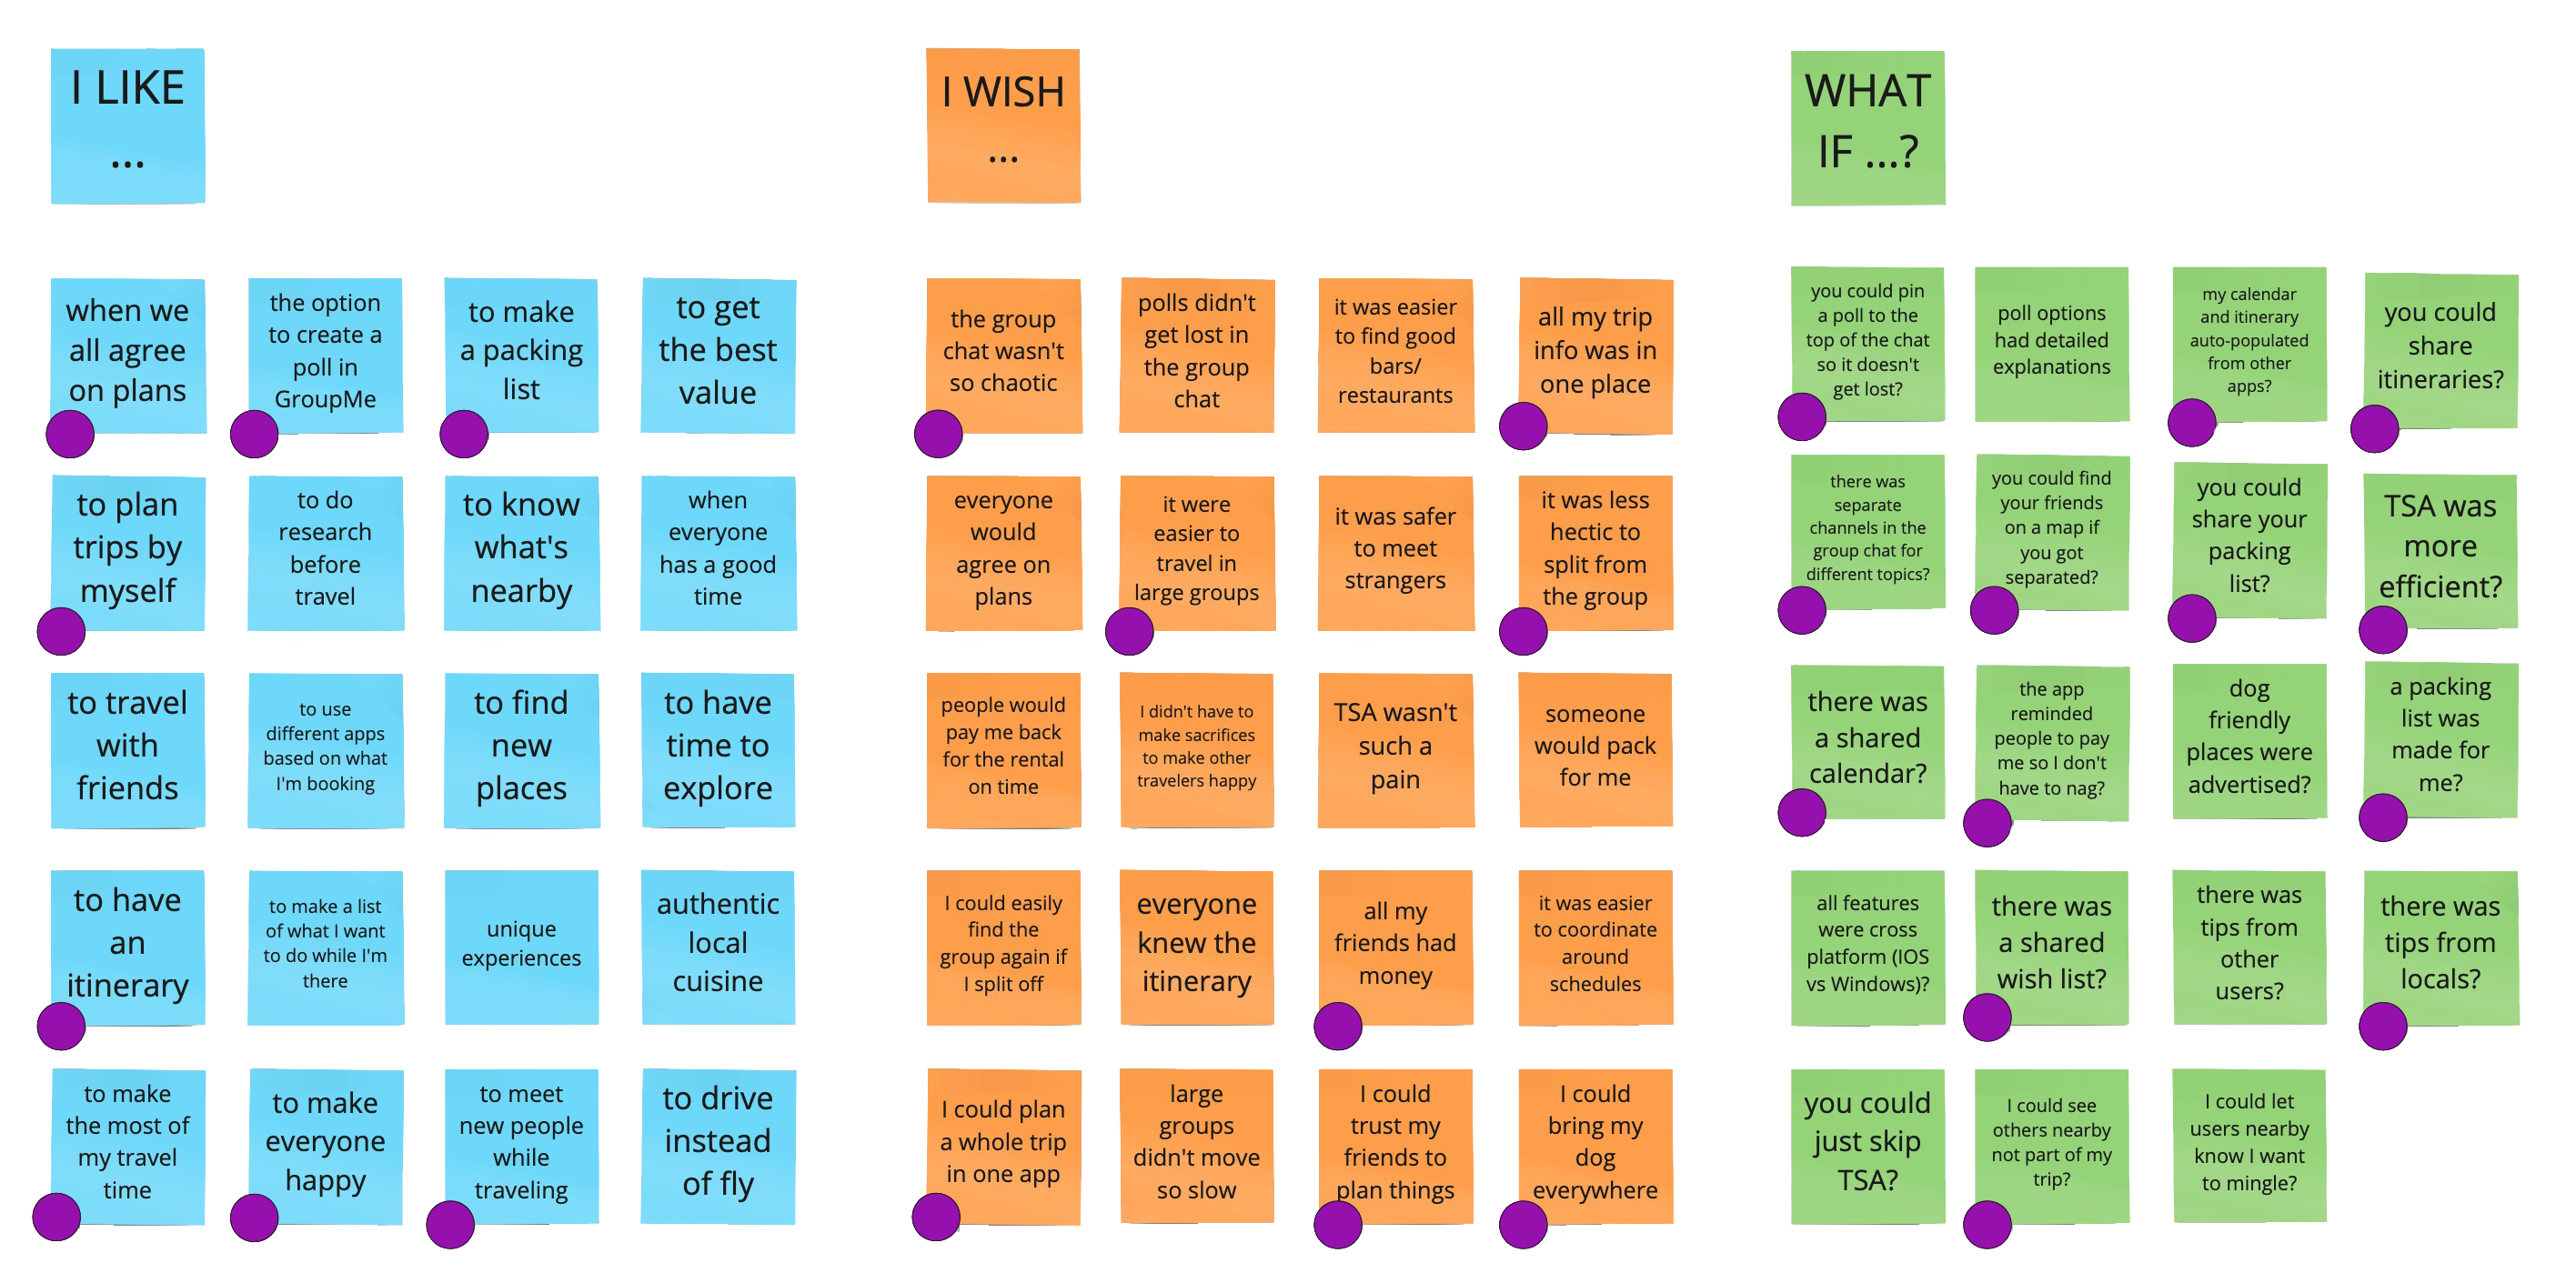 I LIKE
...
when we
all agree
on plans
the option
to create a
poll in
GroupMe
to make
a packing
list
to get
the best
value
to plan
trips by
myself
to do
research
before
travel
to know
what's
nearby
when
everyone
has a good
time
to travel
with
friends
to use
different apps
based on what
I'm booking
to find
new
places
to have
time to
explore
to have
an
itinerary
to make a list
of what I want
to do while I'm
there
unique
experiences
authentic
local
cuisine
to make
the most of
my travel
time
to make
everyone
happy
to meet
new people
while
traveling
to drive
instead
of fly
I WISH
...
the group
chat wasn't
so chaotic
polls didn't
get lost in
the group
chat
it was easier
to find good
bars/
restaurants
all my trip
info was in
one place
everyone
would
agree on
plans
it were
easier to
travel in
large groups
it was safer
to meet
strangers
it was less
hectic to
split from
the group
people would
pay me back
for the rental
on time
I didn't have to
make sacrifices
to make other
travelers happy
TSA wasn't
such a
pain
someone
would pack
for me
I could easily
find the
group again if
I split off
everyone
knew the
itinerary
all my
friends had
money
it was easier
to coordinate
around
schedules
I could plan
a whole trip
in one app
large
groups
didn't move
so slow
I could
trust my
friends to
plan things
I could
bring my
dog
everywhere
WHAT
IF ...?
you could pin
a poll to the
top of the chat
so it doesn't
get lost?
poll options
had detailed
explanations
my calendar
and itinerary
auto-populated
from other
apps?
you could
share
itineraries?
there was
separate
channels in the
group chat for
different topics?
you could find
your friends
on a map if
you got
separated?
you could
share your
packing
list?
TSA was
more
efficient?
there was
a shared
calendar?
the app
reminded
people to pay
me so I don't
have to nag?
dog
friendly
places were
advertised?
a packing
list was
made for
me?
all features
were cross
platform (IOS
vs Windows)?
there was
a shared
wish list?
there was
tips from
other
users?
there was
tips from
locals?
you could
just skip
TSA?
I could see
others nearby
not part of my
trip?
I could let
users nearby
know I want
to mingle?